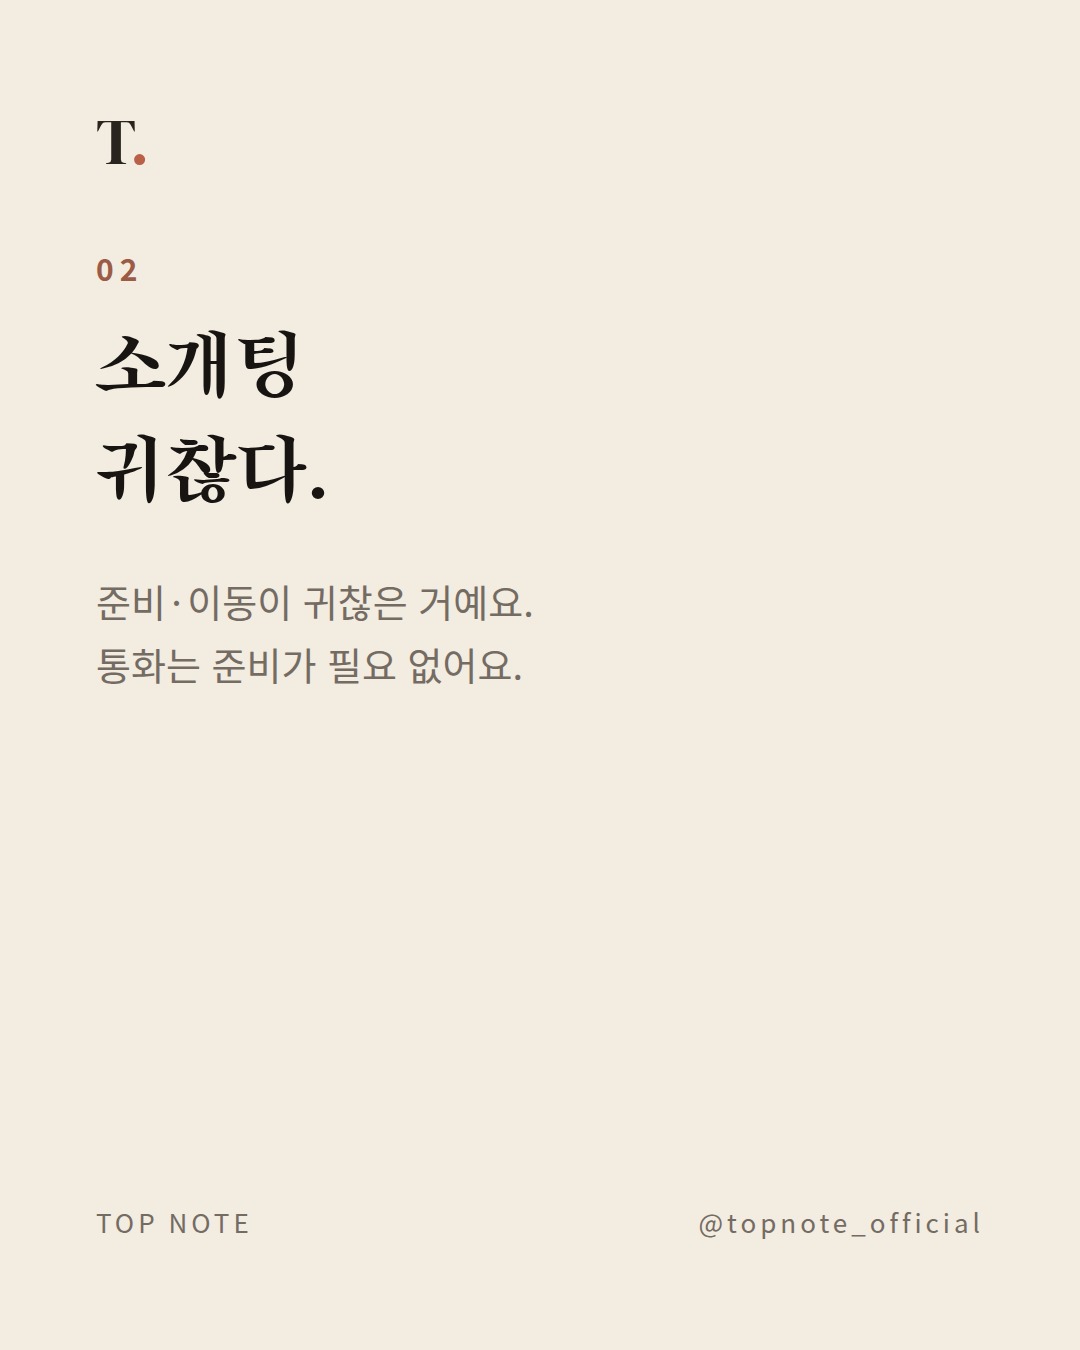 T.
02
소개팅
귀찮다.
준비·이동이 귀찮은 거예요.
통화는 준비가 필요 없어요.
TOP NOTE
@topnote_official